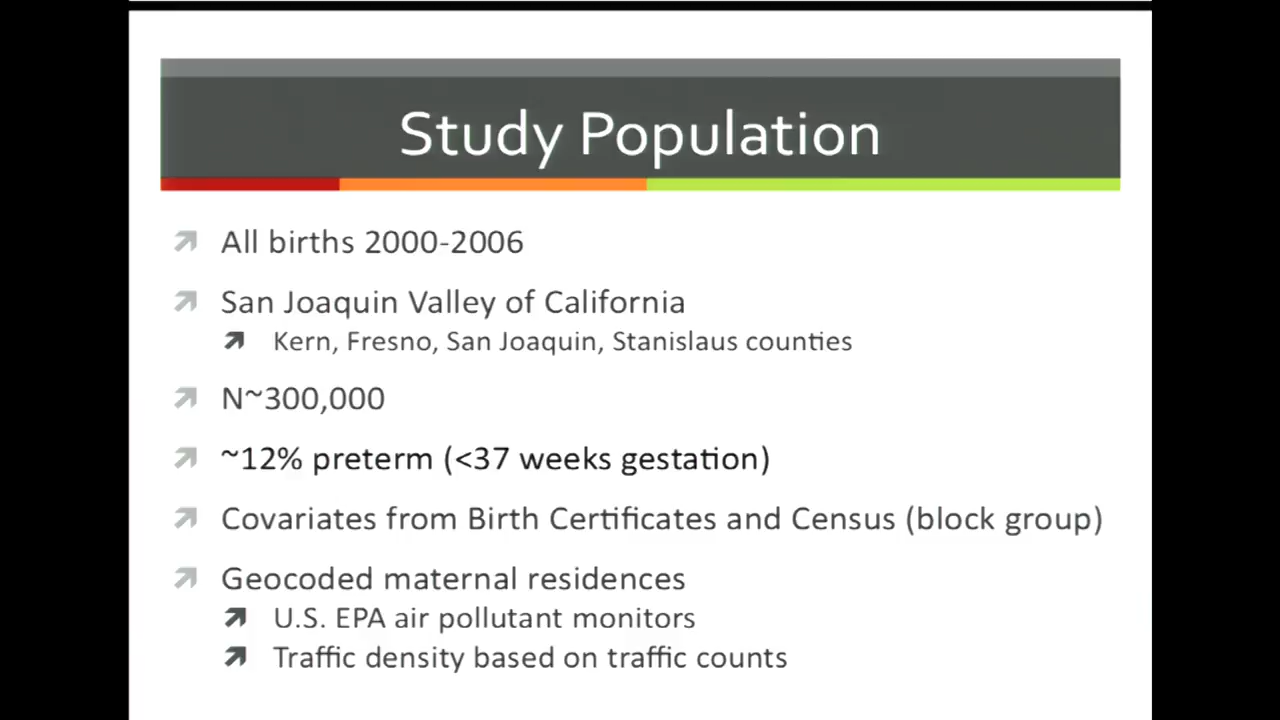 Study Population
All births 2000-2006
San Joaquin Valley of California
Kern, Fresno, San Joaquin, Stanislaus counties
N~300,000
~12% preterm (<37 weeks gestation)
Covariates from Birth Certificates and Census (block group)
Geocoded maternal residences
U.S. EPA air pollutant monitors
Traffic density based on traffic counts